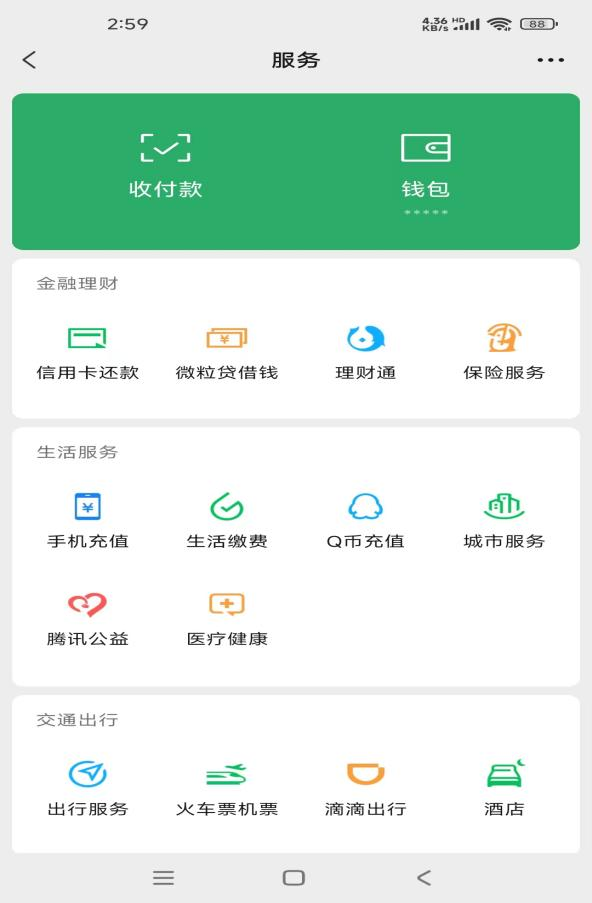 2:59 4.36 KB/s HD 88
服务
收付款 钱包
*****
金融理财
信用卡还款 微粒贷借钱 理财通 保险服务
生活服务
手机充值 生活缴费 Q币充值 城市服务
腾讯公益 医疗健康
交通出行
出行服务 火车票机票 滴滴出行 酒店